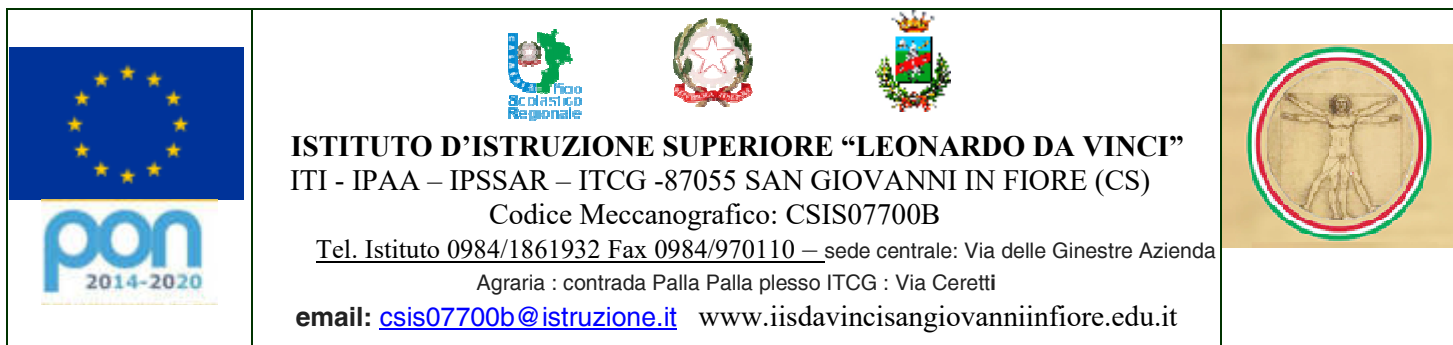 Ufficio
Scolastico
Regionale
pon
2014-2020
ISTITUTO D’ISTRUZIONE SUPERIORE “LEONARDO DA VINCI”
ITI - IPAA – IPSSAR – ITCG -87055 SAN GIOVANNI IN FIORE (CS)
Codice Meccanografico: CSIS07700B
Tel. Istituto 0984/1861932 Fax 0984/970110 – sede centrale: Via delle Ginestre Azienda
Agraria : contrada Palla Palla plesso ITCG : Via Ceretti
email: csis07700b@istruzione.it www.iisdavincisangiovanniinfiore.edu.it